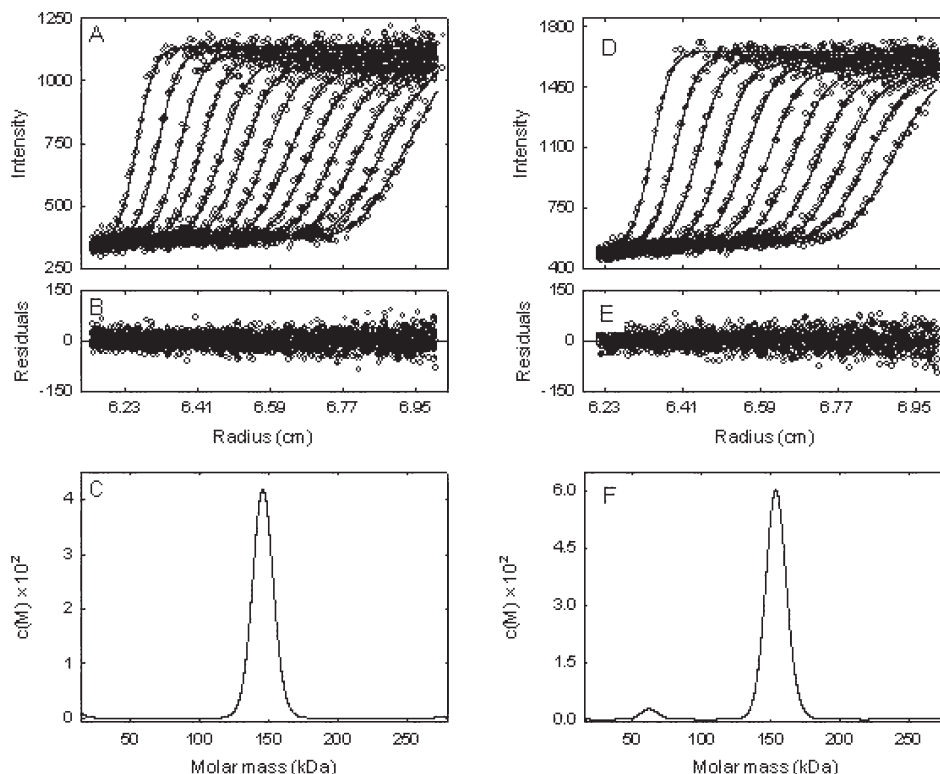 A
Intensity
1250
1000
750
500
250
B
Residuals
150
0
-150
6.23 6.41 6.59 6.77 6.95
Radius (cm)
C
c(M) × 10²
4
3
2
1
0
50 100 150 200 250
Molar mass (kDa)
D
Intensity
1800
1450
1100
750
400
E
Residuals
150
0
-150
6.23 6.41 6.59 6.77 6.95
Radius (cm)
F
c(M) × 10²
6.0
4.5
3.0
1.5
0.0
50 100 150 200 250
Molar mass (kDa)